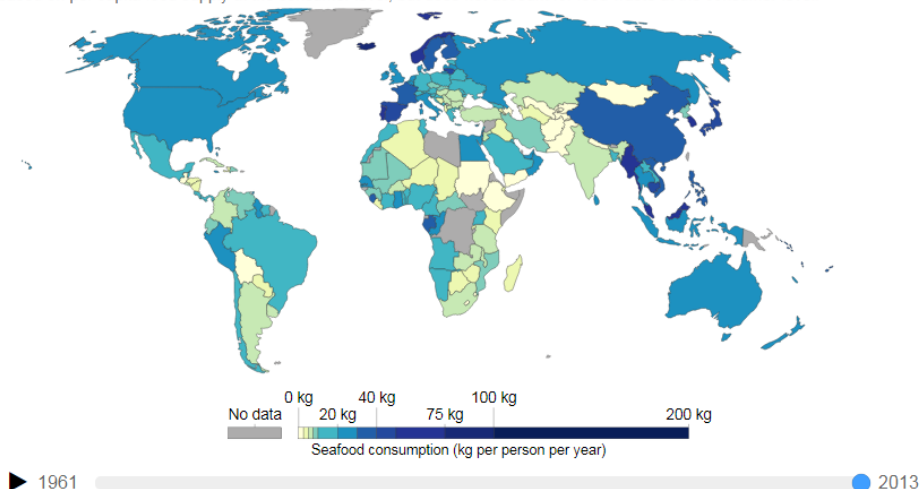 0 kg 40 kg 100 kg
No data 20 kg 75 kg 200 kg
Seafood consumption (kg per person per year)
1961 2013